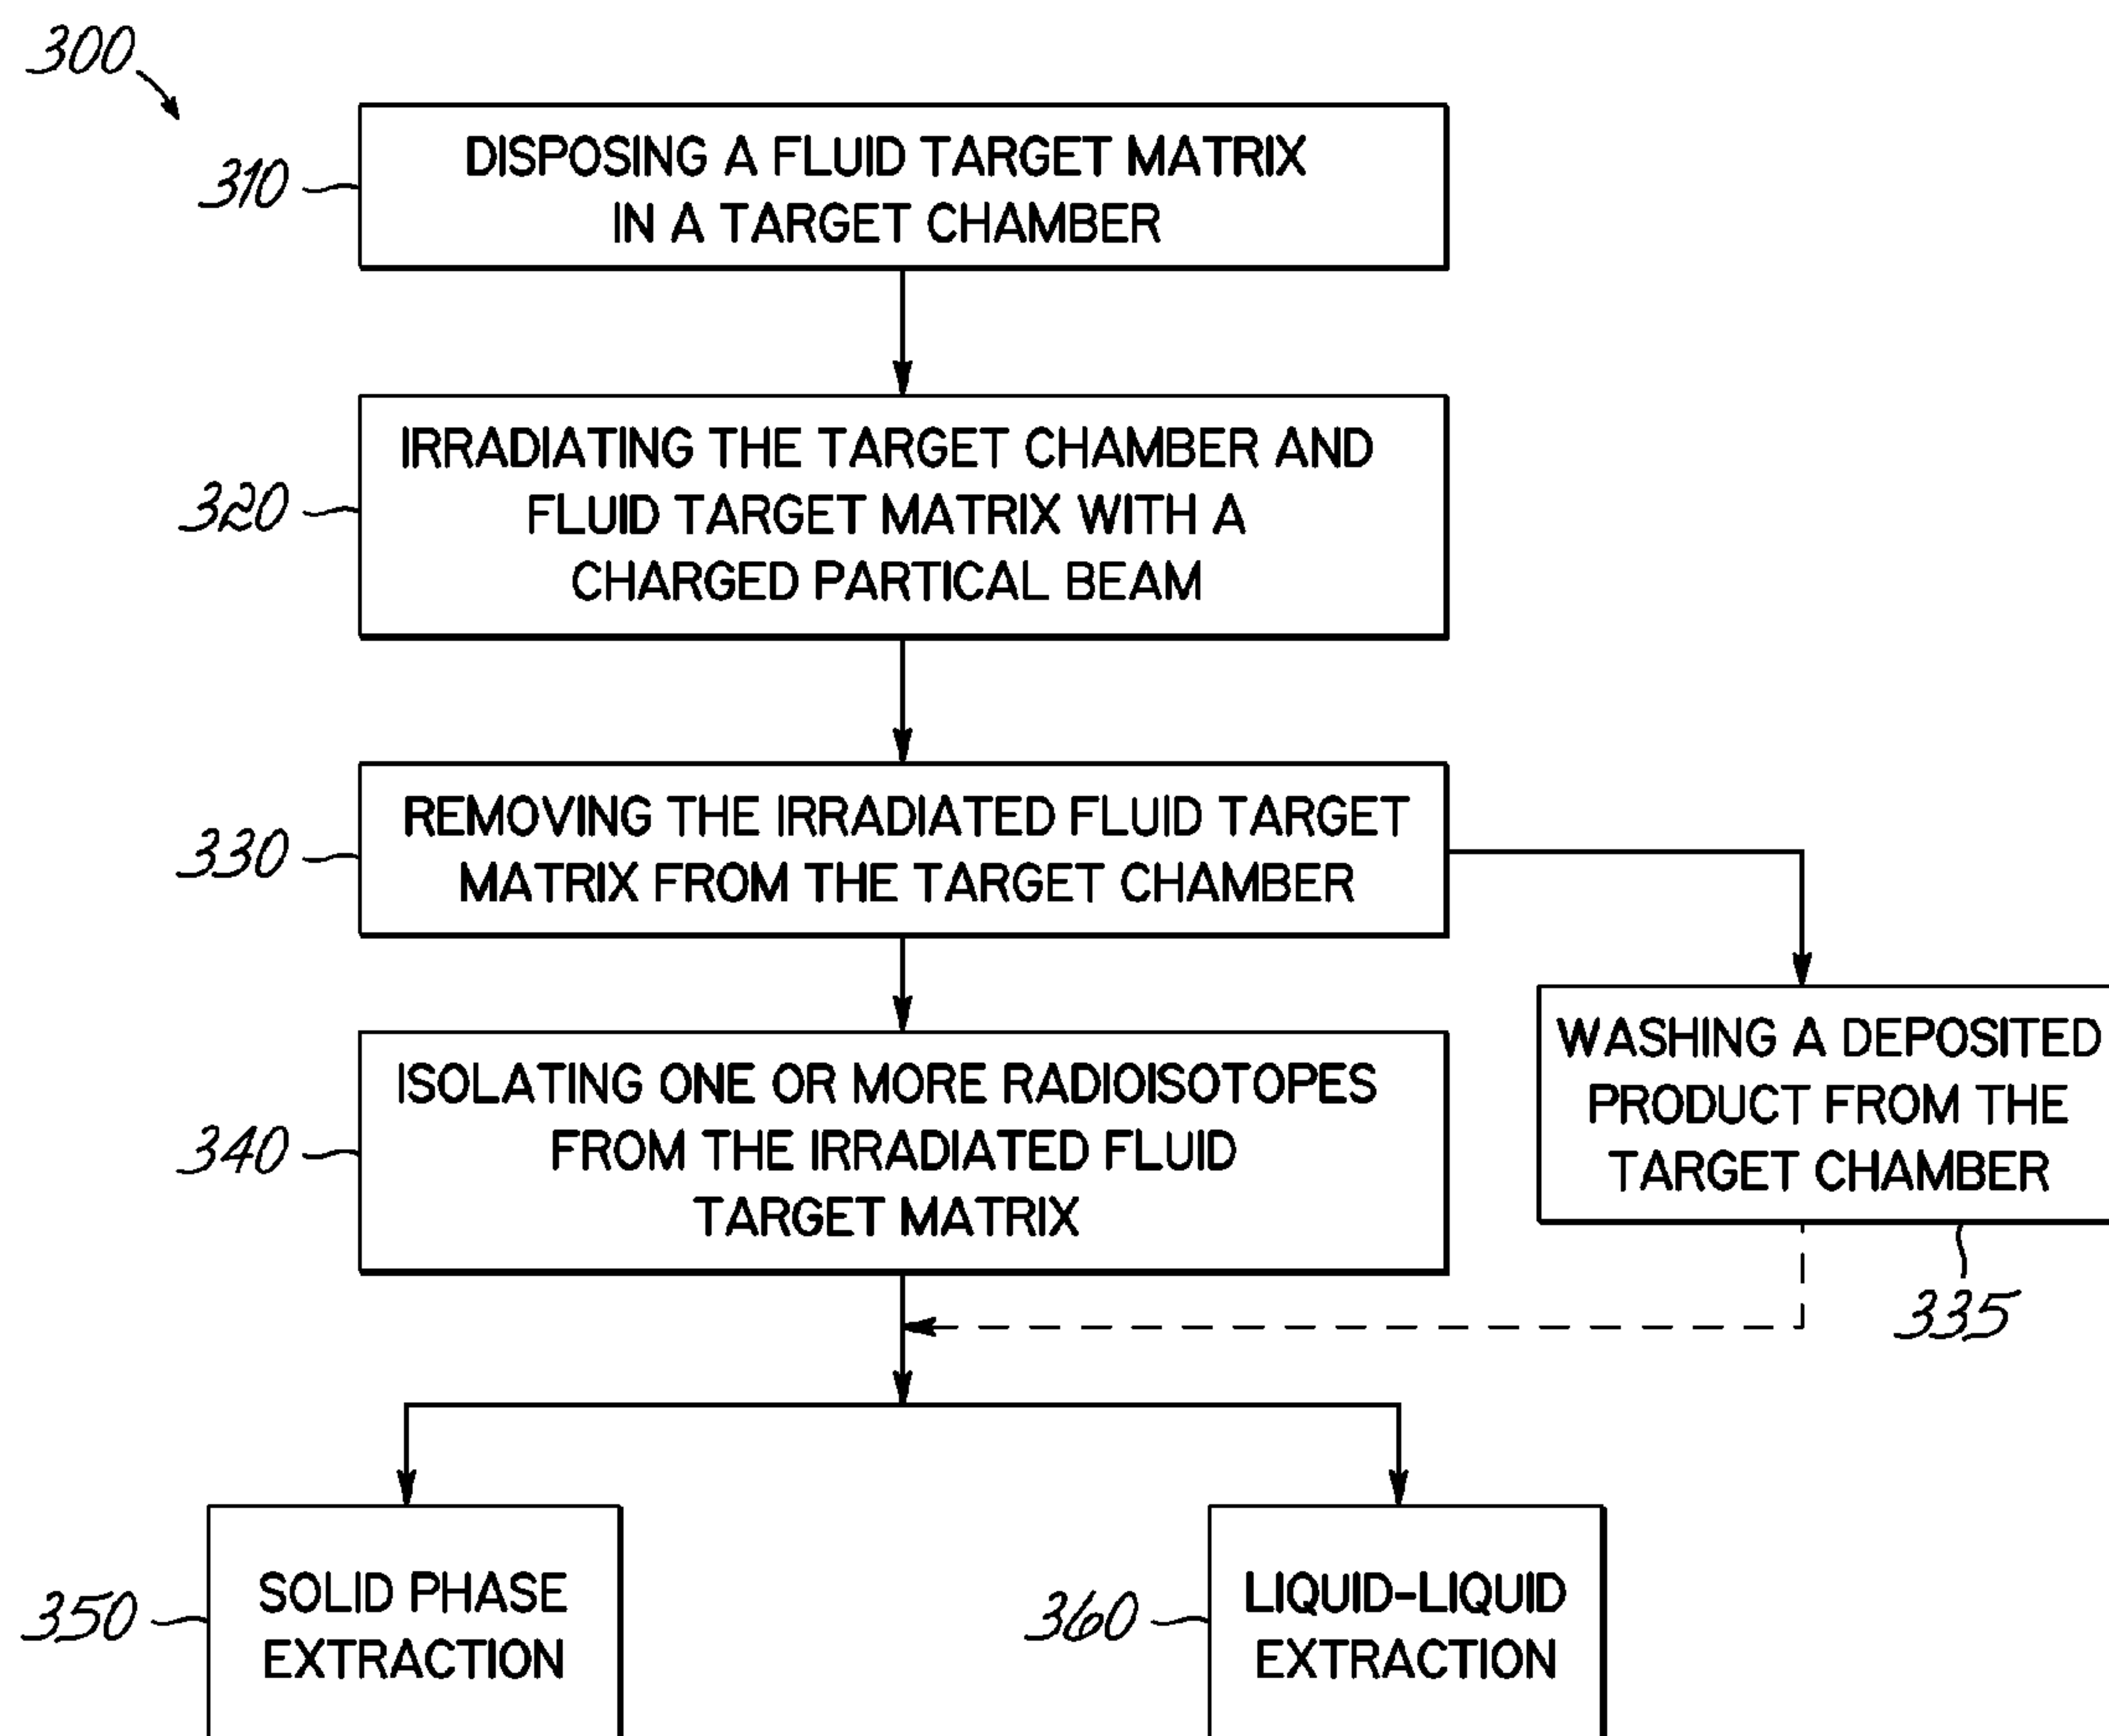 300
310
DISPOSING A FLUID TARGET MATRIX
IN A TARGET CHAMBER
320
IRRADIATING THE TARGET CHAMBER AND
FLUID TARGET MATRIX WITH A
CHARGED PARTICAL BEAM
330
REMOVING THE IRRADIATED FLUID TARGET
MATRIX FROM THE TARGET CHAMBER
340
ISOLATING ONE OR MORE RADIOISOTOPES
FROM THE IRRADIATED FLUID
TARGET MATRIX
WASHING A DEPOSITED
PRODUCT FROM THE
TARGET CHAMBER
335
350
SOLID PHASE
EXTRACTION
360
LIQUID-LIQUID
EXTRACTION